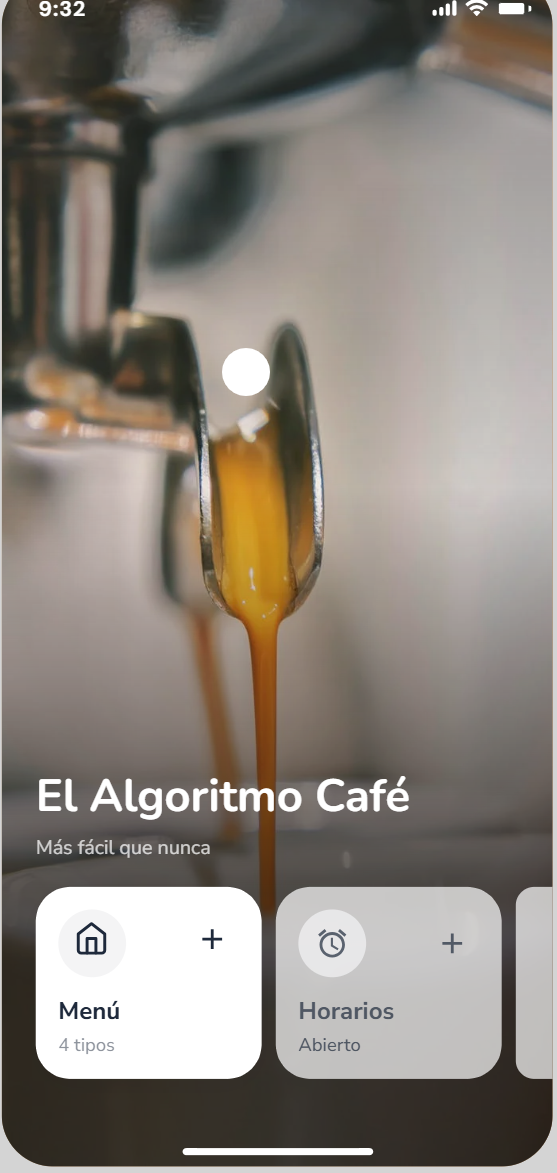 9:32
El Algoritmo Café
Más fácil que nunca
Menú
4 tipos
Horarios
Abierto